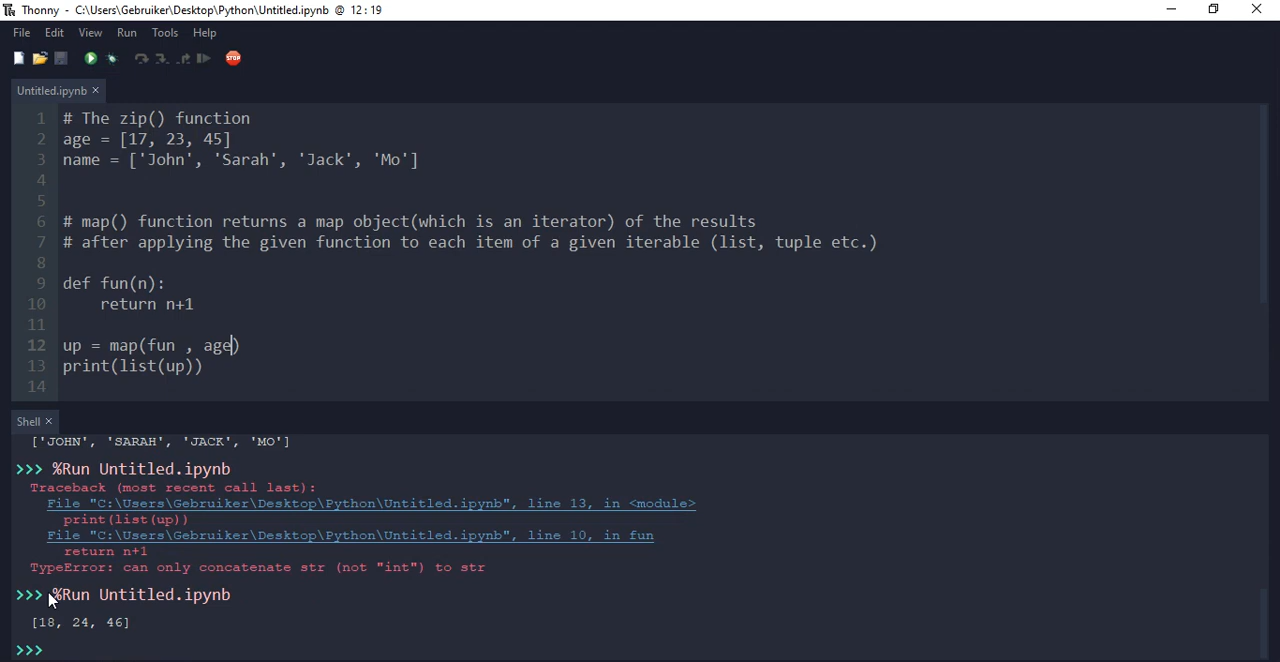 Thonny - C:\Users\Gebruiker\Desktop\Python\Untitled.ipynb @ 12:19
File Edit View Run Tools Help
STOP
Untitled.ipynb ×
1 # The zip() function
2 age = [17, 23, 45]
3 name = ['John', 'Sarah', 'Jack', 'Mo']
4
5
6 # map() function returns a map object(which is an iterator) of the results
7 # after applying the given function to each item of a given iterable (list, tuple etc.)
8
9 def fun(n):
10     return n+1
11
12 up = map(fun , age)
13 print(list(up))
14
Shell ×
['JOHN', 'SARAH', 'JACK', 'MO']
>>> %Run Untitled.ipynb
Traceback (most recent call last):
File "C:\Users\Gebruiker\Desktop\Python\Untitled.ipynb", line 13, in <module>
print(list(up))
File "C:\Users\Gebruiker\Desktop\Python\Untitled.ipynb", line 10, in fun
return n+1
TypeError: can only concatenate str (not "int") to str
>>> %Run Untitled.ipynb
[18, 24, 46]
>>>